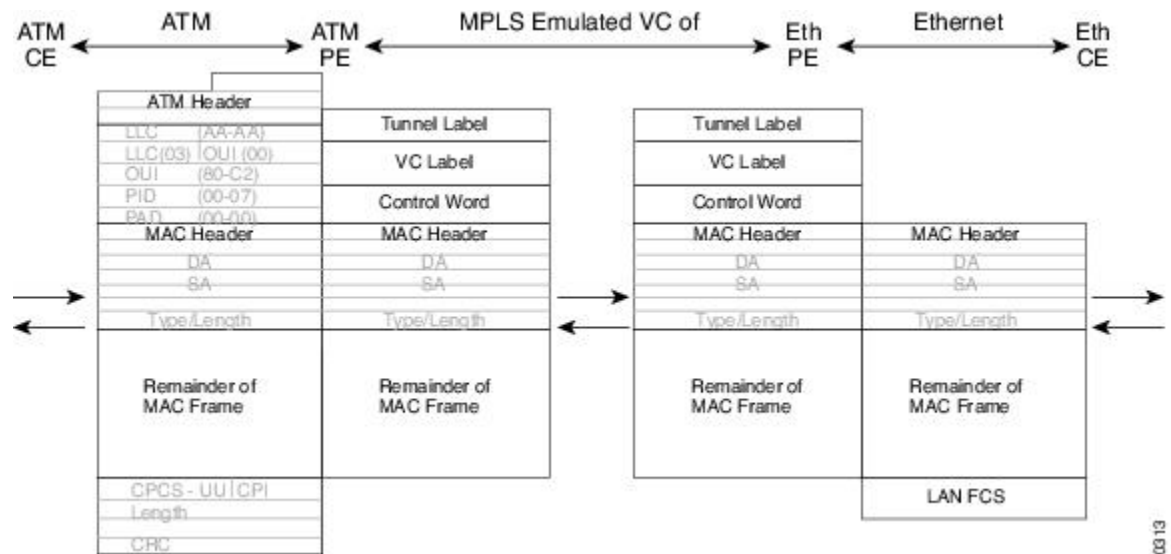 ATM CE
ATM
ATM PE
MPLS Emulated VC of
Eth PE
Ethernet
Eth CE
ATM Header
LLC (AA-AA)
LLC(03) OUI (00)
OUI (80-C2)
PID (00-07)
PAD (00-00)
MAC Header
DA
SA
Type/Length
Remainder of
MAC Frame
CPCS - UU CPI
Length
CRC
Tunnel Label
VC Label
Control Word
MAC Header
DA
SA
Type/Length
Remainder of
MAC Frame
Tunnel Label
VC Label
Control Word
MAC Header
DA
SA
Type/Length
Remainder of
MAC Frame
MAC Header
DA
SA
Type/Length
Remainder of
MAC Frame
LAN FCS